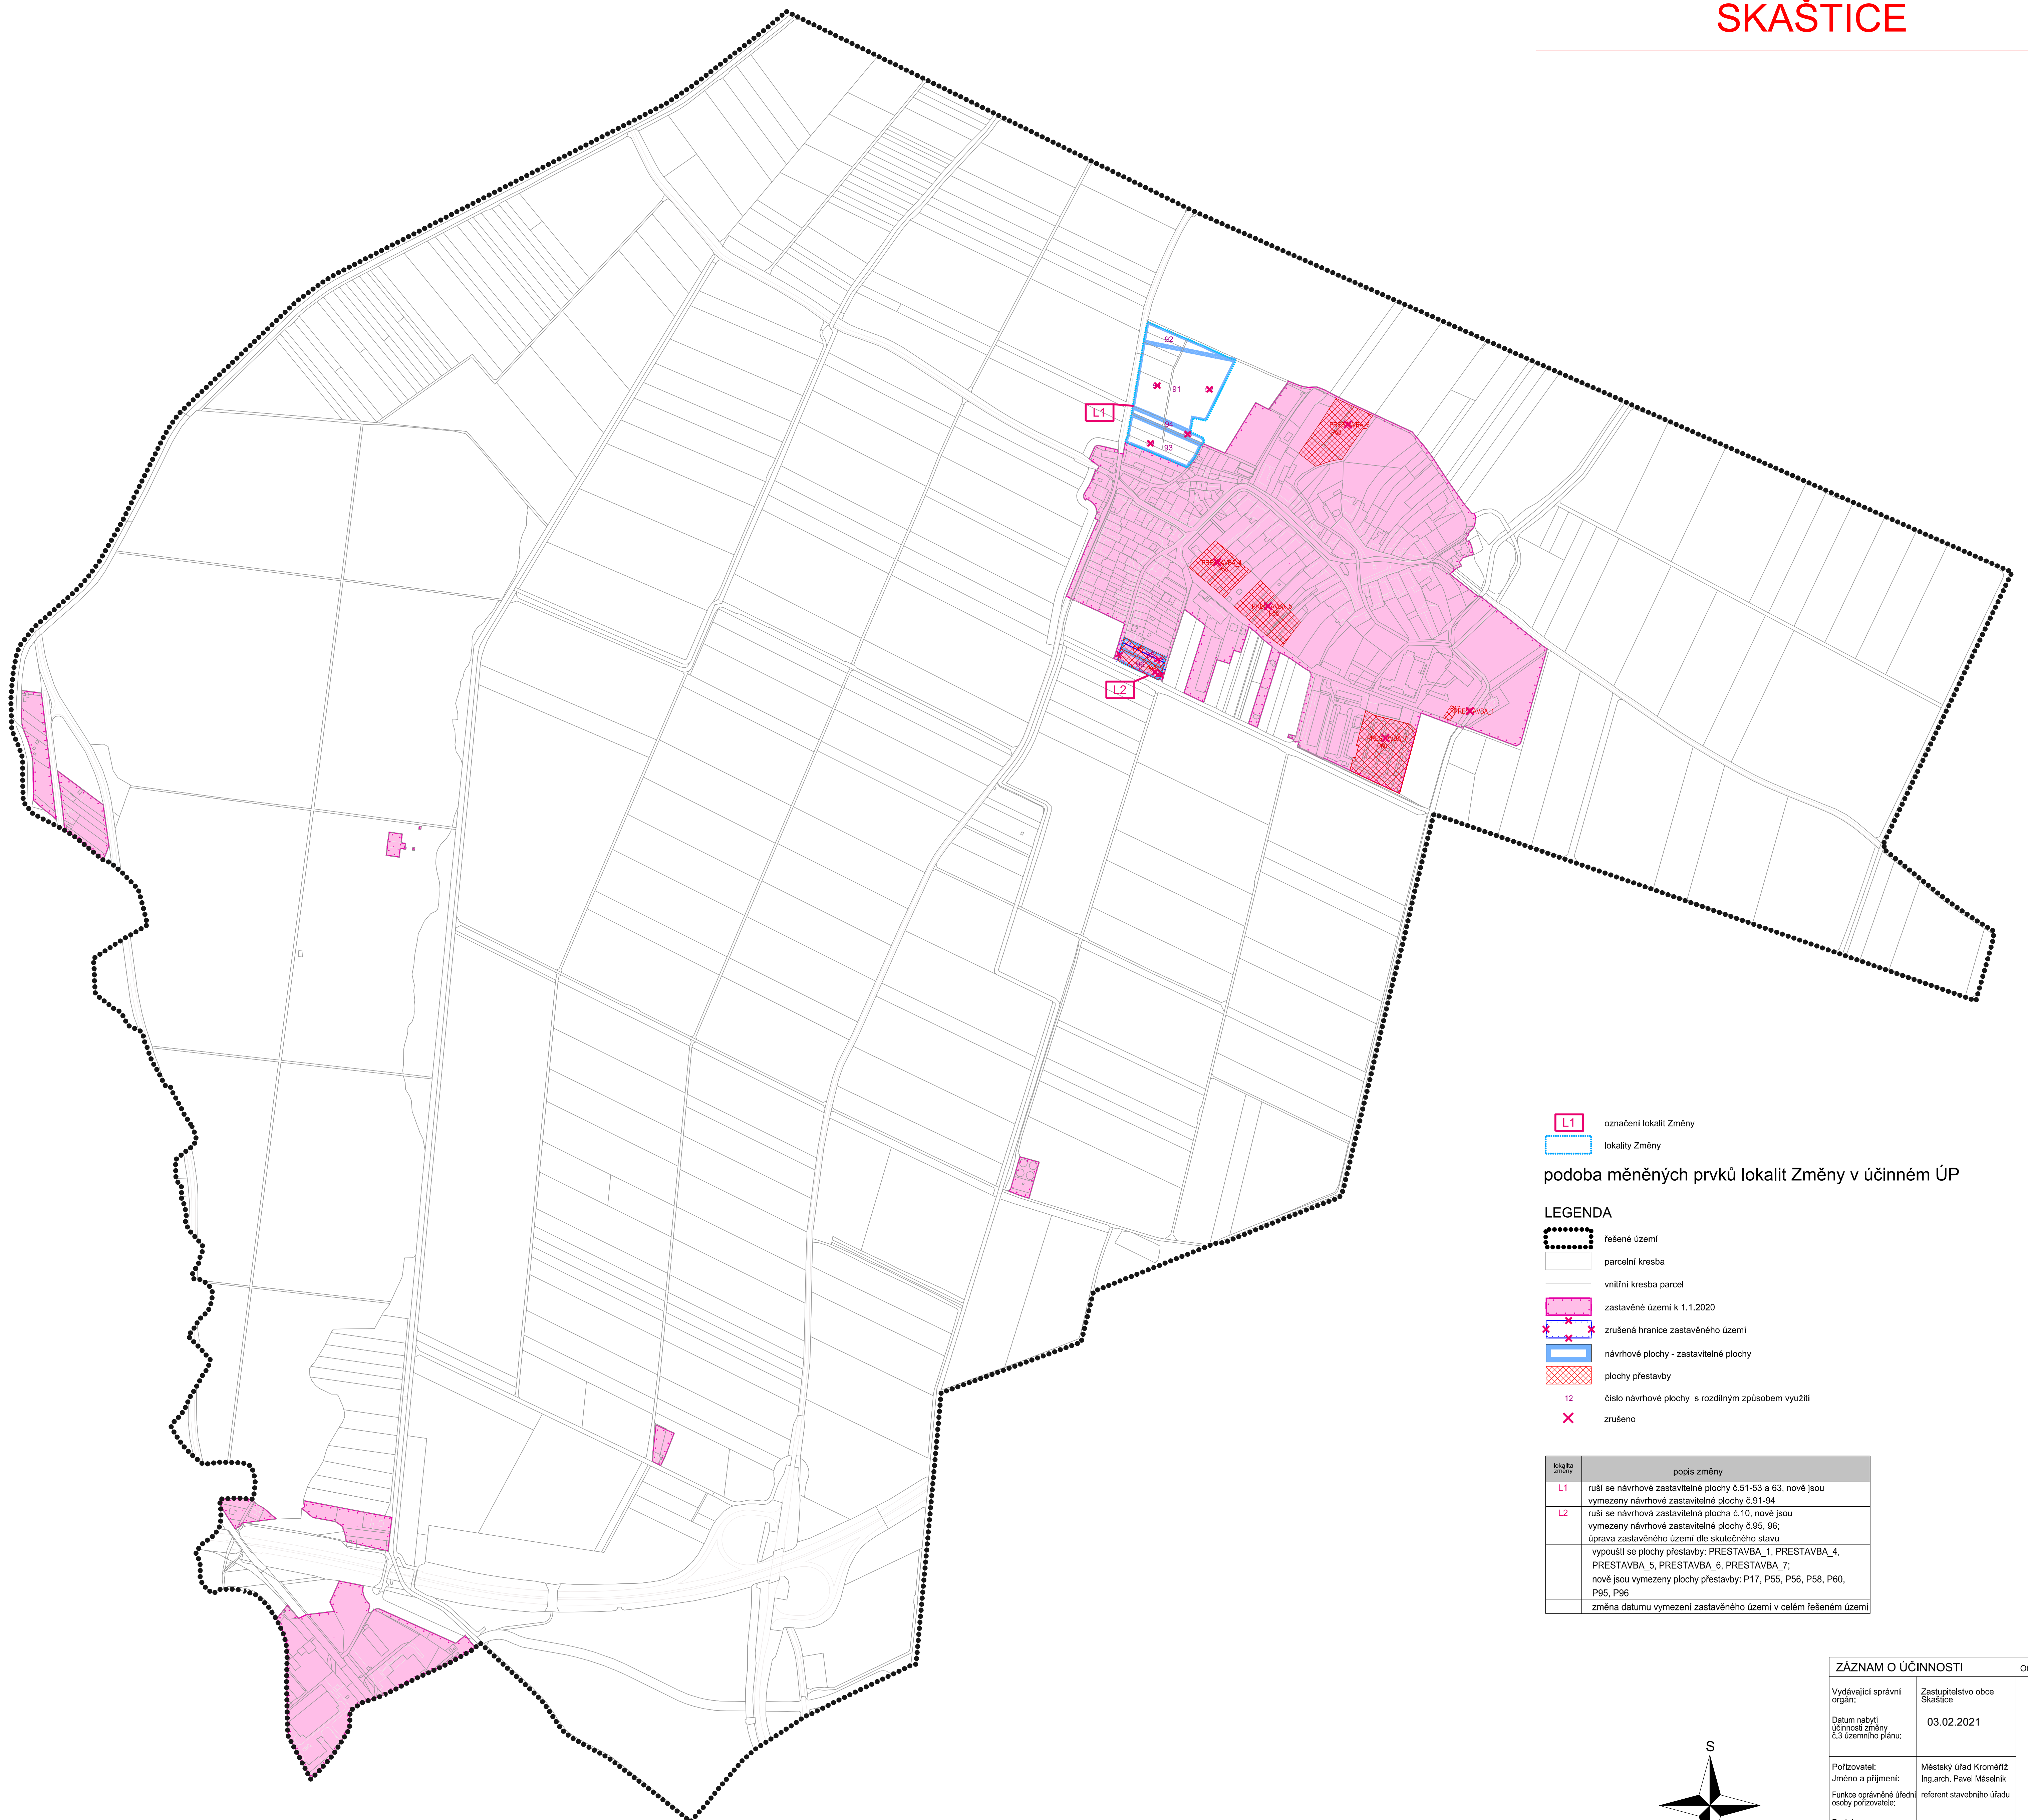 SKAŠTICE
92
91
L1
94
93
PRESTAVBA_6
PRESTAVBA_4
PRESTAVBA_5
L2
PRESTAVBA_1
L1 označení lokalit Změny
lokality Změny
podoba měněných prvků lokalit Změny v účinném ÚP
LEGENDA
řešené území
parcelní kresba
vnitřní kresba parcel
zastavěné území k 1.1.2020
zrušená hranice zastavěného území
návrhové plochy - zastavitelné plochy
plochy přestavby
12 číslo návrhové plochy s rozdílným způsobem využití
zrušeno
lokalita
změny
popis změny
L1 ruší se návrhové zastavitelné plochy č.51-53 a 63, nově jsou
vymezeny návrhové zastavitelné plochy č.91-94
L2 ruší se návrhová zastavitelná plocha č.10, nově jsou
vymezeny návrhové zastavitelné plochy č.95, 96;
úprava zastavěného území dle skutečného stavu
vypouští se plochy přestavby: PRESTAVBA_1, PRESTAVBA_4,
PRESTAVBA_5, PRESTAVBA_6, PRESTAVBA_7;
nově jsou vymezeny plochy přestavby: P17, P55, P56, P58, P60,
P95, P96
změna datumu vymezení zastavěného území v celém řešeném území
ZÁZNAM O ÚČINNOSTI
Vydávající správní
orgán:
Zastupitelstvo obce
Skaštice
Datum nabytí
účinnosti změny
č.3 územního plánu:
03.02.2021
Pořizovatel: Městský úřad Kroměříž
Jméno a příjmení: Ing.arch. Pavel Máselník
Funkce oprávněné úřední
osoby pořizovatele:
referent stavebního úřadu
S